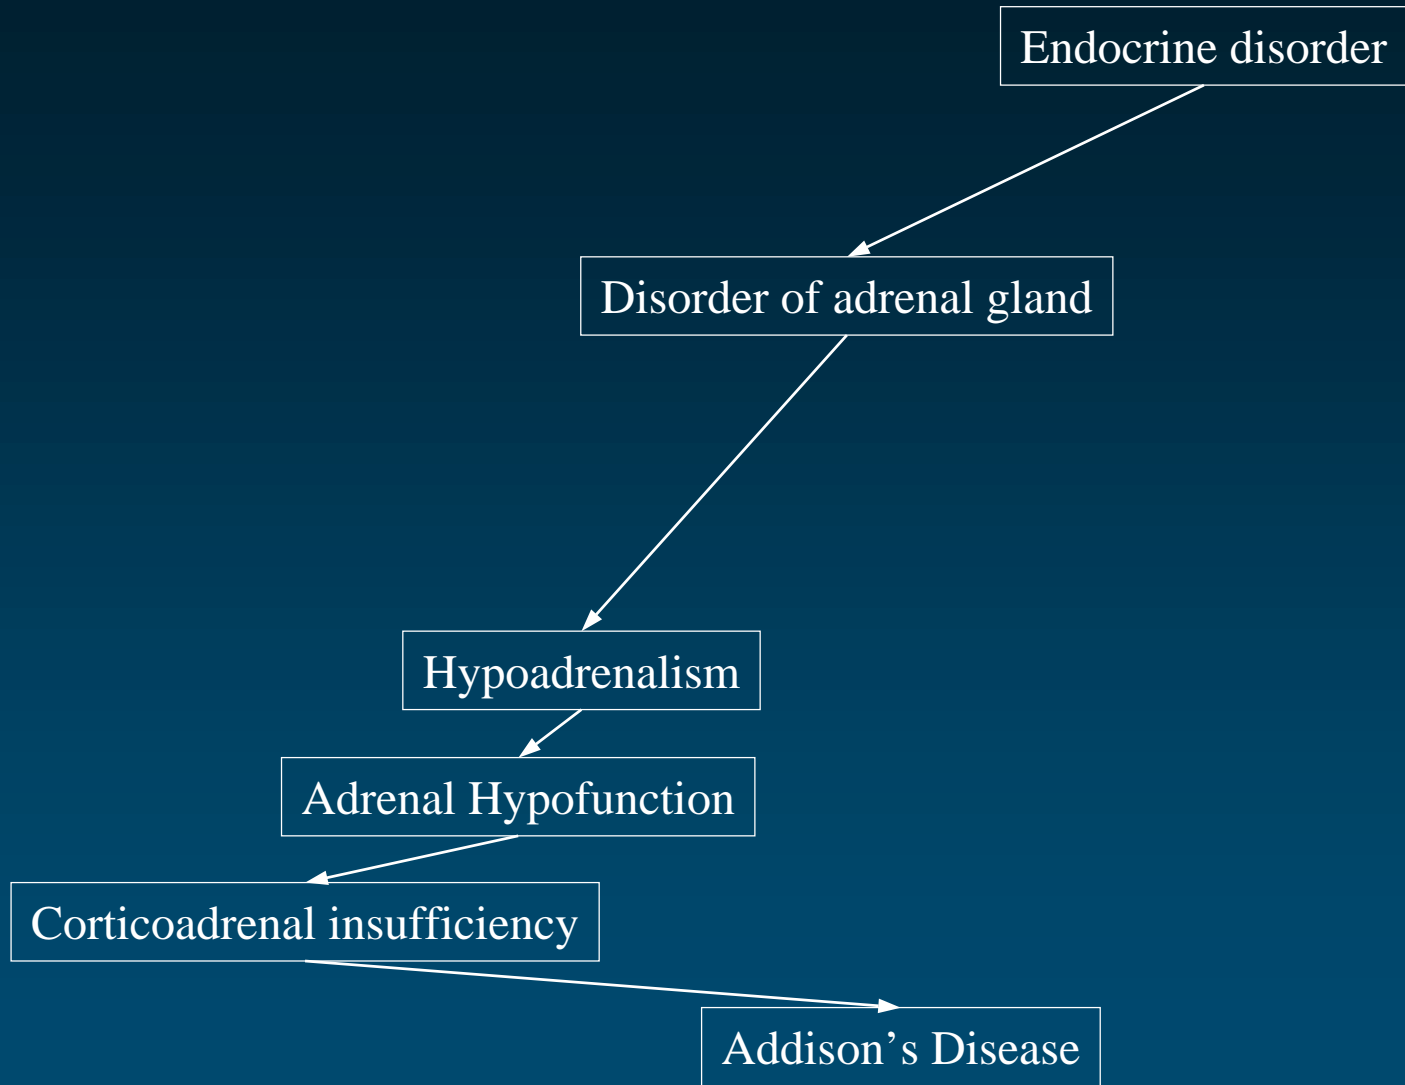 Endocrine disorder
Disorder of adrenal gland
Hypoadrenalism
Adrenal Hypofunction
Corticoadrenal insufficiency
Addison’s Disease